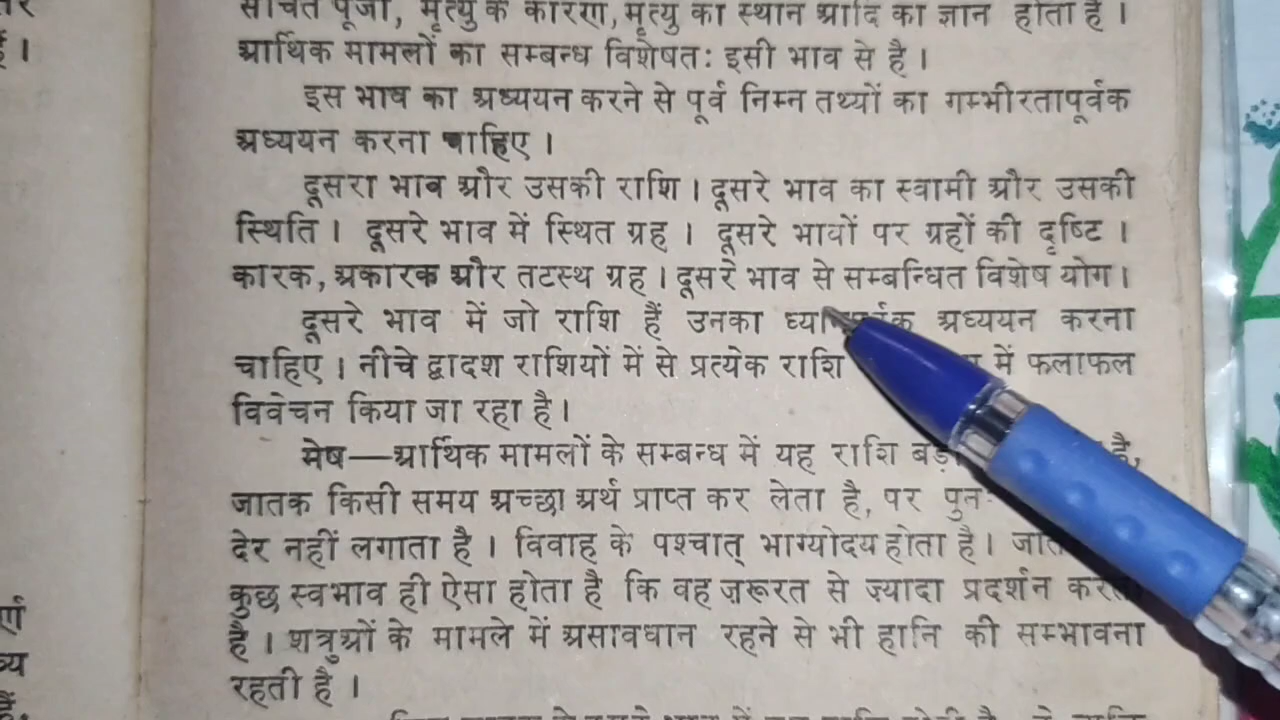 संचित पूंजी, मृत्यु के कारण, मृत्यु का स्थान आदि का ज्ञान होता है ।
आर्थिक मामलों का सम्बन्ध विशेषतः इसी भाव से है ।
इस भाव का अध्ययन करने से पूर्व निम्न तथ्यों का गम्भीरतापूर्वक
अध्ययन करना चाहिए ।
दूसरा भाव और उसकी राशि । दूसरे भाव का स्वामी और उसकी
स्थिति । दूसरे भाव में स्थित ग्रह । दूसरे भावों पर ग्रहों की दृष्टि ।
कारक, अकारक और तटस्थ ग्रह । दूसरे भाव से सम्बन्धित विशेष योग ।
दूसरे भाव में जो राशि हैं उनका अध्ययन करना
चाहिए । नीचे द्वादश राशियों में से प्रत्येक राशि में फलाफल
विवेचन किया जा रहा है ।
मेष—आर्थिक मामलों के सम्बन्ध में यह राशि है,
जातक किसी समय अच्छा अर्थ प्राप्त कर लेता है, पर
देर नहीं लगाता है । विवाह के पश्चात् भाग्योदय होता है ।
कुछ स्वभाव ही ऐसा होता है कि वह ज़रूरत से ज्यादा प्रदर्शन करता
है । शत्रुओं के मामले में असावधान रहने से भी हानि की सम्भावना
रहती है ।